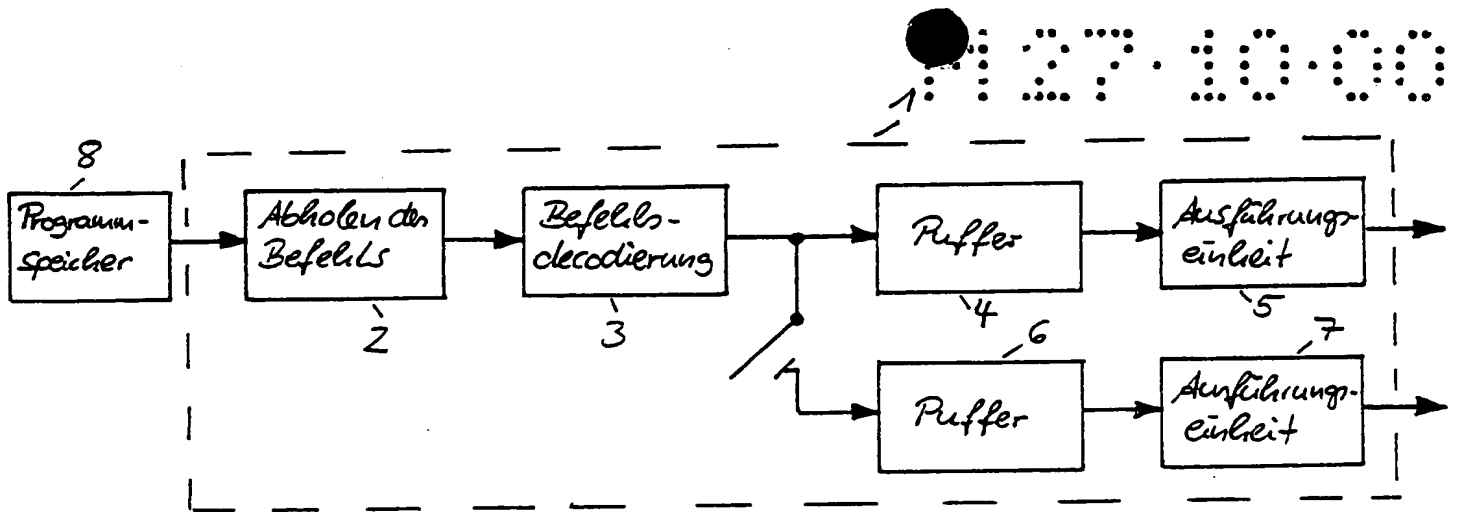 M 27·10·00
1
8
Programm-
speicher
Abholen des
Befehls
2
Befehls-
decodierung
3
Puffer
4
Ausführungs-
einheit
5
6
Puffer
7
Ausführungs-
einheit